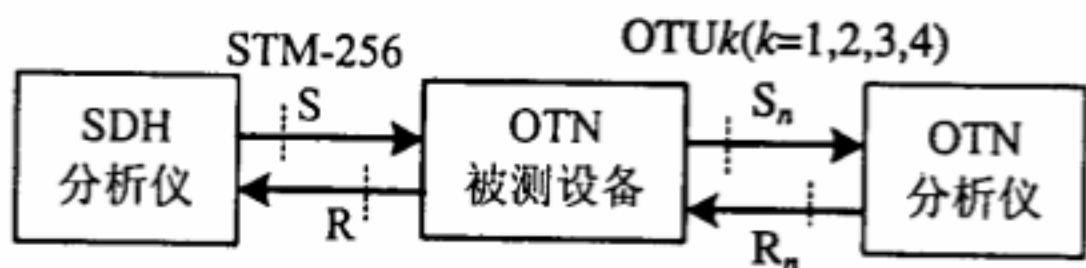 STM-256
OTUk(k=1,2,3,4)
S
Sn
SDH
分析仪
OTN
被测设备
OTN
分析仪
R
Rn